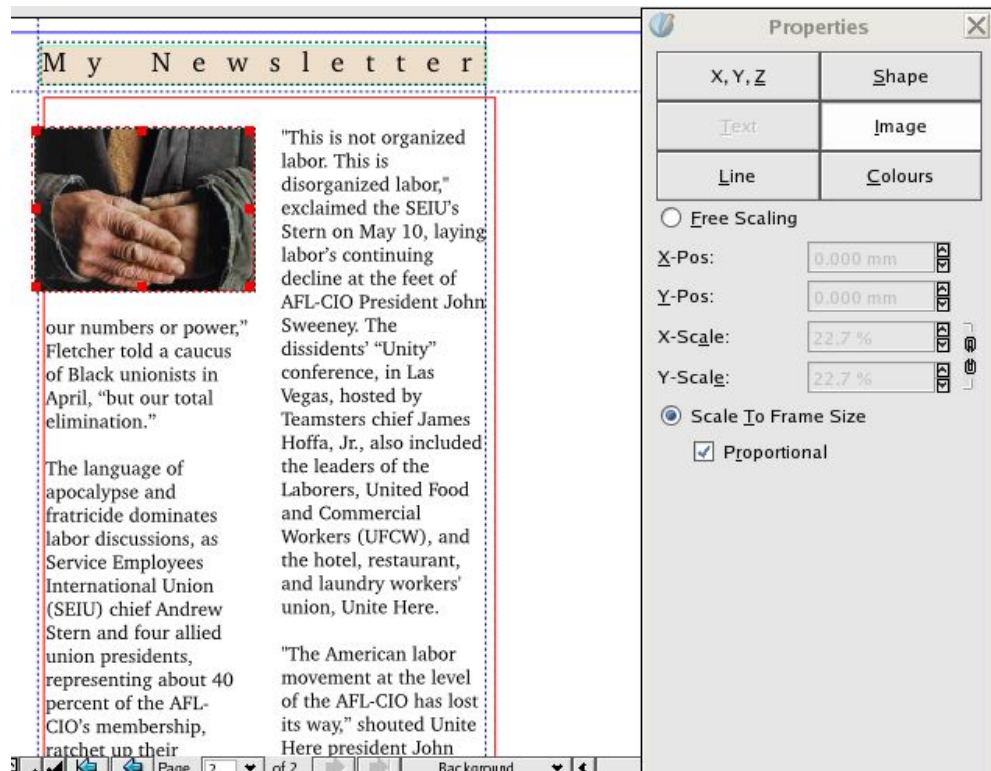 My Newsletter
our numbers or power,”
Fletcher told a caucus
of Black unionists in
April, “but our total
elimination.”
The language of
apocalypse and
fratricide dominates
labor discussions, as
Service Employees
International Union
(SEIU) chief Andrew
Stern and four allied
union presidents,
representing about 40
percent of the AFL-
CIO's membership,
ratchet up their
"This is not organized
labor. This is
disorganized labor,"
exclaimed the SEIU's
Stern on May 10, laying
labor’s continuing
decline at the feet of
AFL-CIO President John
Sweeney. The
dissidents’ “Unity”
conference, in Las
Vegas, hosted by
Teamsters chief James
Hoffa, Jr., also included
the leaders of the
Laborers, United Food
and Commercial
Workers (UFCW), and
the hotel, restaurant,
and laundry workers'
union, Unite Here.
"The American labor
movement at the level
of the AFL-CIO has lost
its way,” shouted Unite
Here president John
Properties
X, Y, Z
Shape
Text
Image
Line
Colours
Free Scaling
X-Pos: 0.000 mm
Y-Pos: 0.000 mm
X-Scale: 22.7 %
Y-Scale: 22.7 %
Scale To Frame Size
Proportional
Page 2 of 2 Background